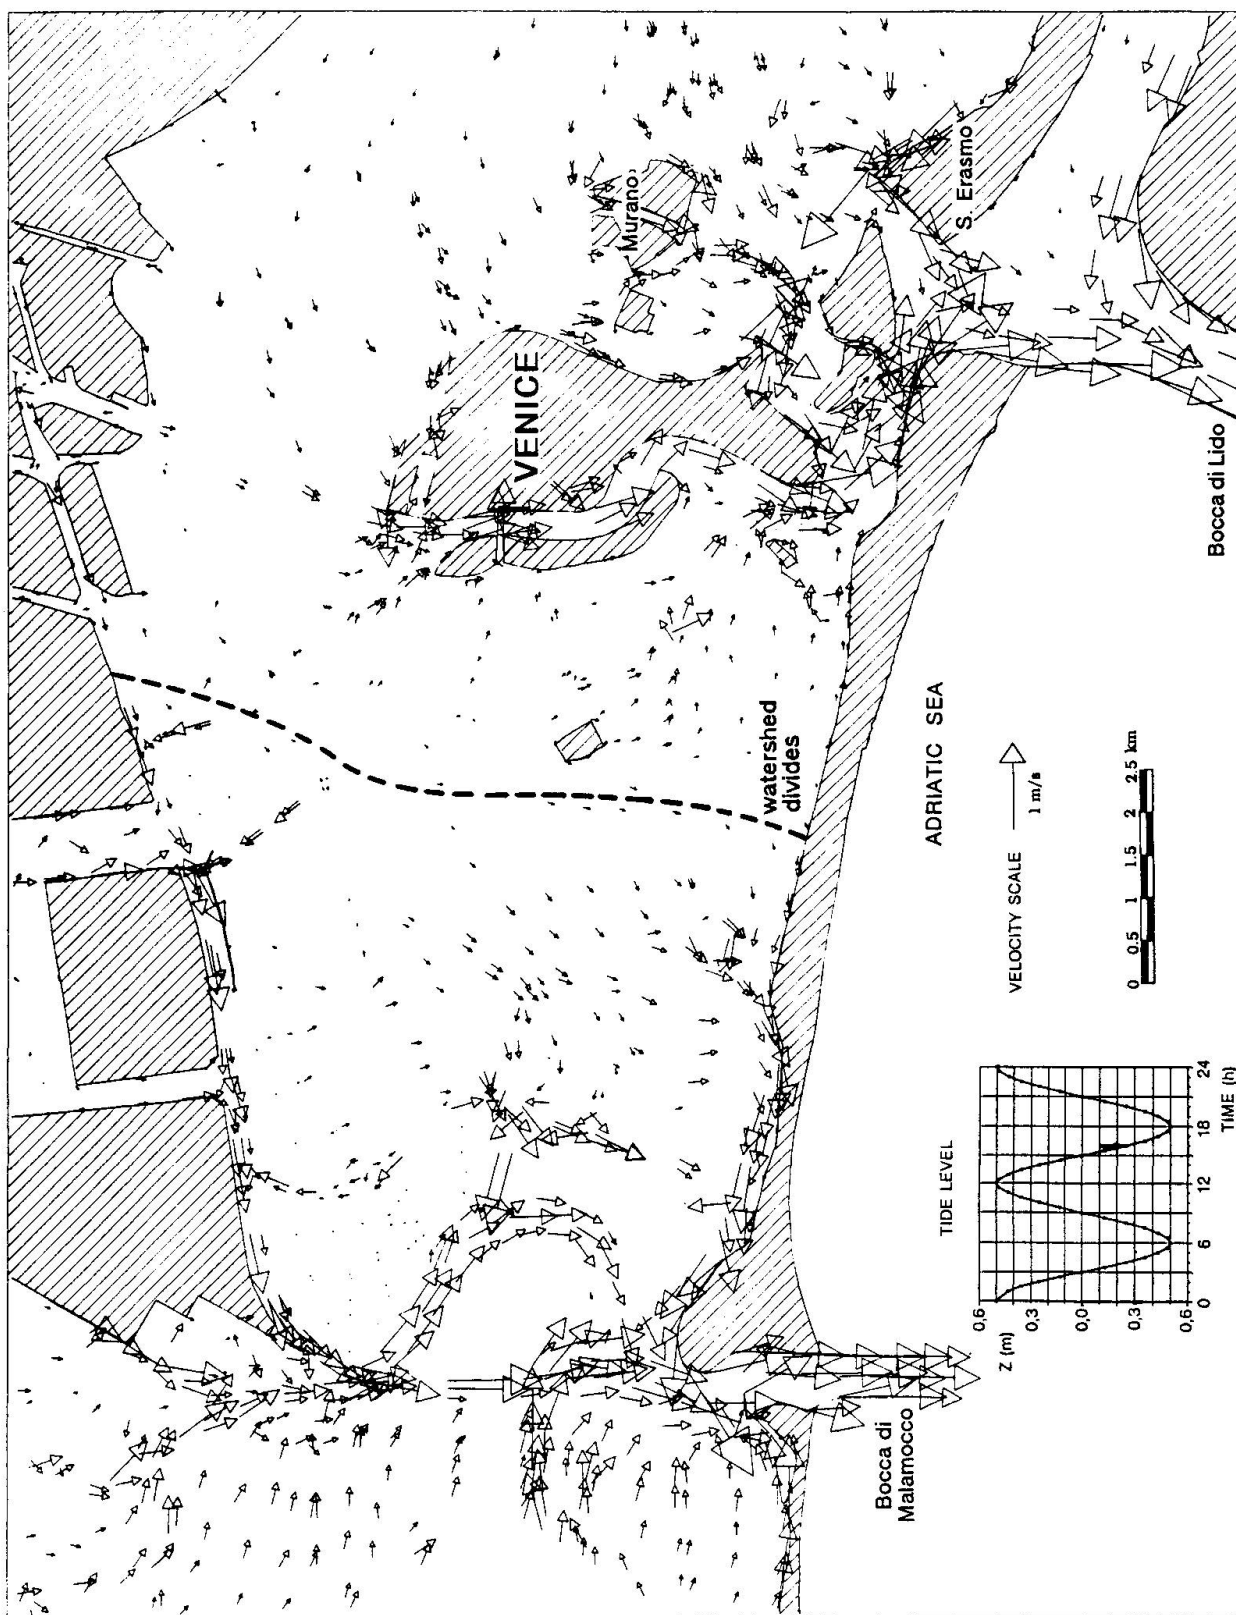 Murano
S. Erasmo
VENICE
Bocca di Lido
watershed
divides
ADRIATIC SEA
VELOCITY SCALE
1 m/s
0 0.5 1 1.5 2 2.5 km
Bocca di
Malamocco
TIDE LEVEL
Z (m)
0,6
0,3
0,0
0,3
0,6
0 6 12 18 24
TIME (h)